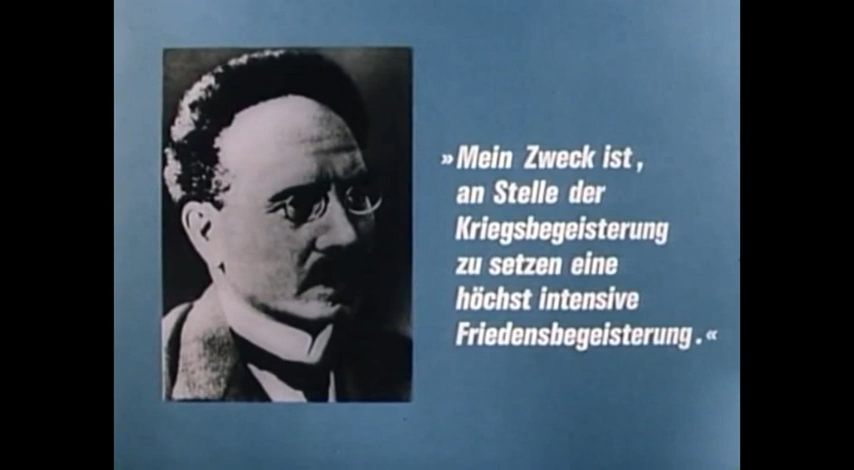 »Mein Zweck ist,
an Stelle der
Kriegsbegeisterung
zu setzen eine
höchst intensive
Friedensbegeisterung.«